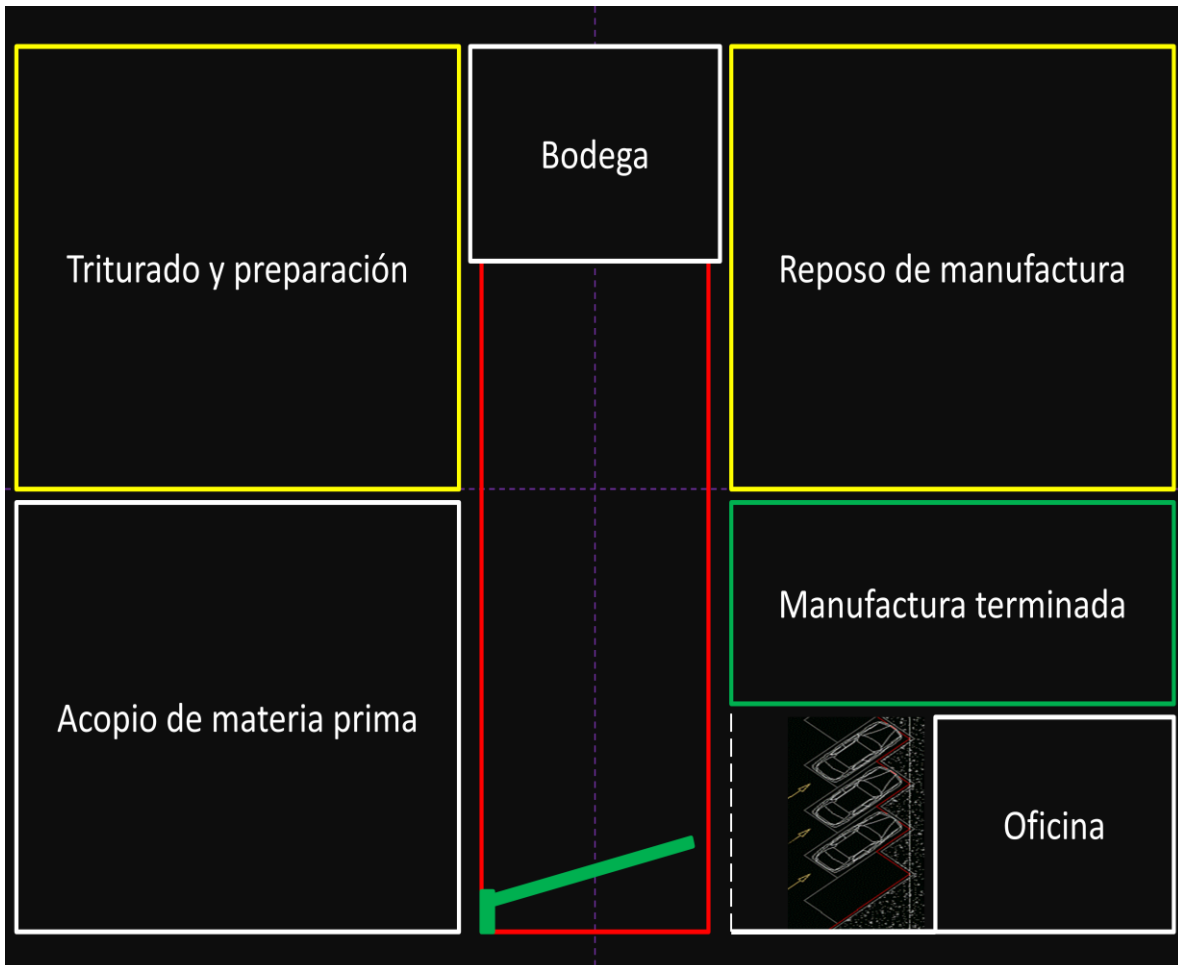 Bodega
Triturado y preparación
Reposo de manufactura
Manufactura terminada
Acopio de materia prima
Oficina